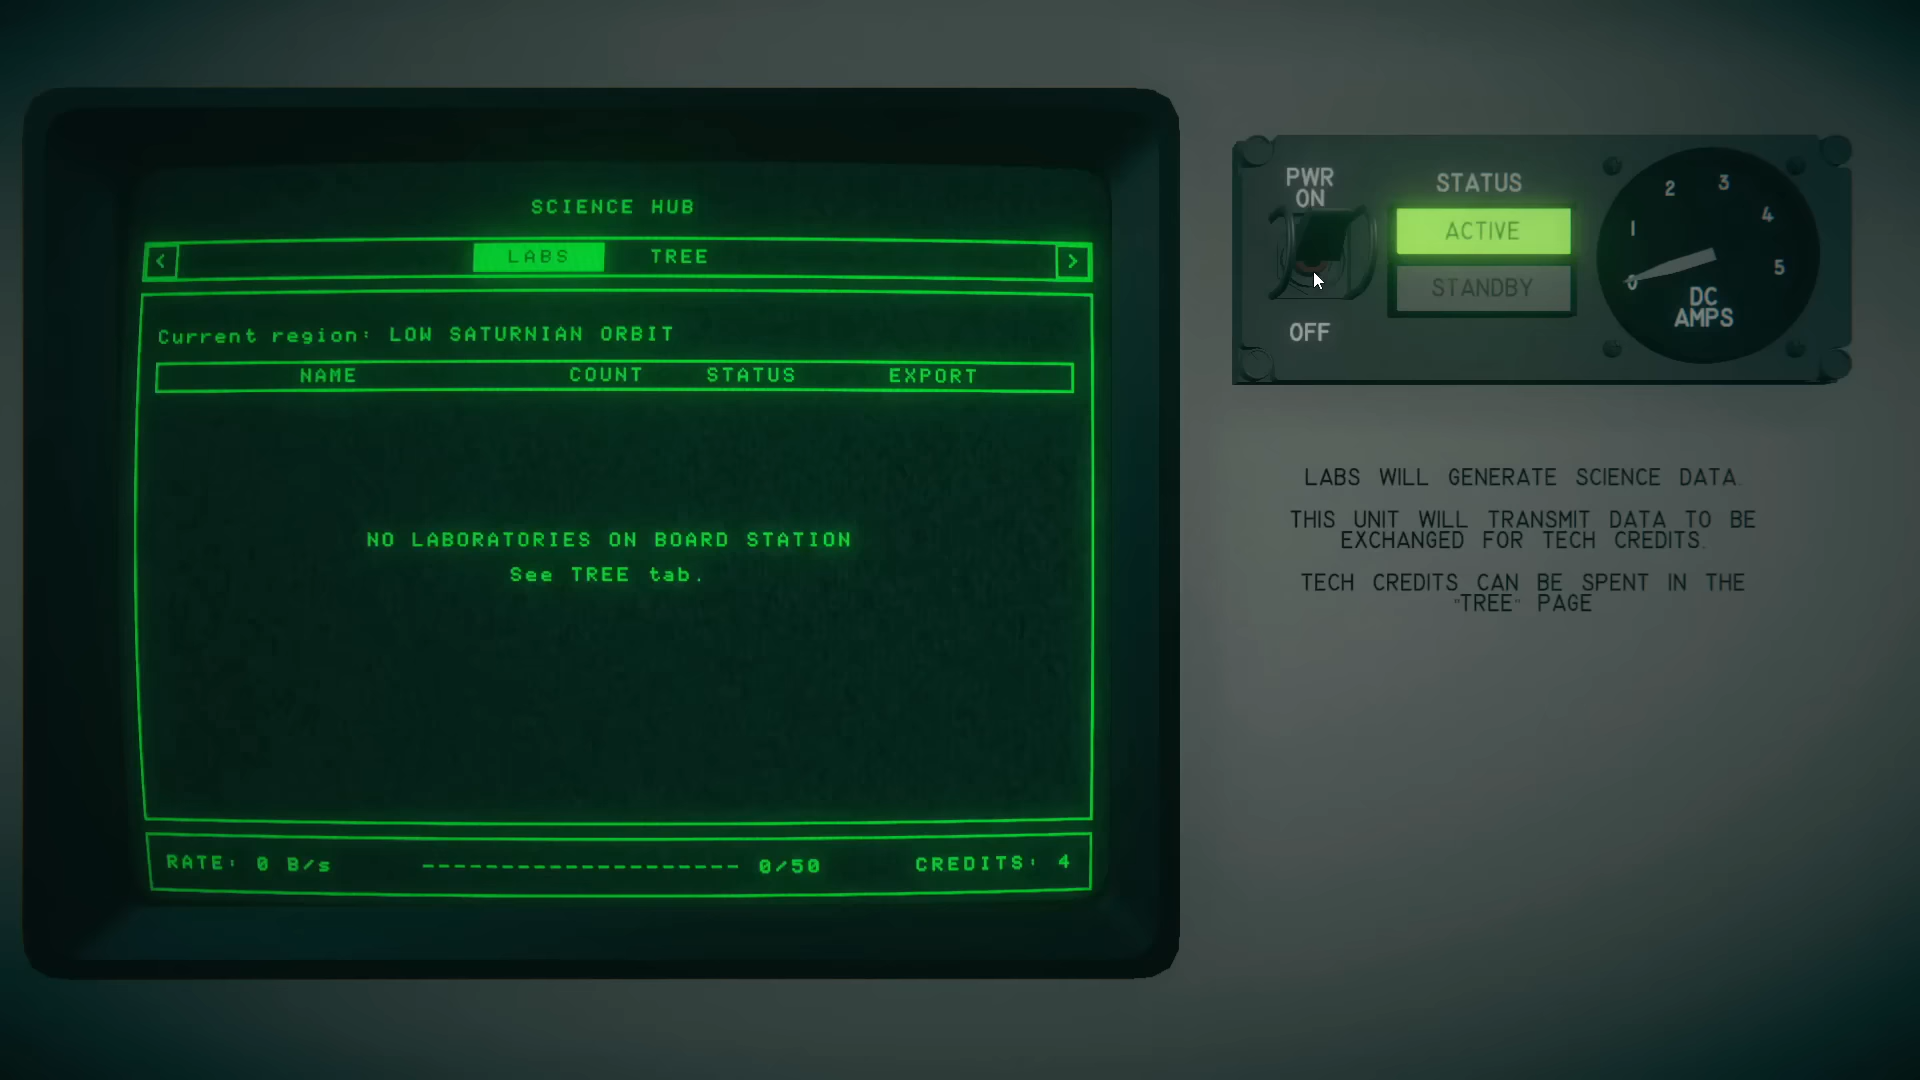 SCIENCE HUB
< LABS TREE >
Current region: LOW SATURNIAN ORBIT
NAME COUNT STATUS EXPORT
NO LABORATORIES ON BOARD STATION
See TREE tab.
RATE: 0 B/s -------------------- 0/50 CREDITS: 4
PWR
ON
OFF
STATUS
ACTIVE
STANDBY
0 1 2 3 4 5
DC
AMPS
LABS WILL GENERATE SCIENCE DATA.
THIS UNIT WILL TRANSMIT DATA TO BE
EXCHANGED FOR TECH CREDITS.
TECH CREDITS CAN BE SPENT IN THE
"TREE" PAGE